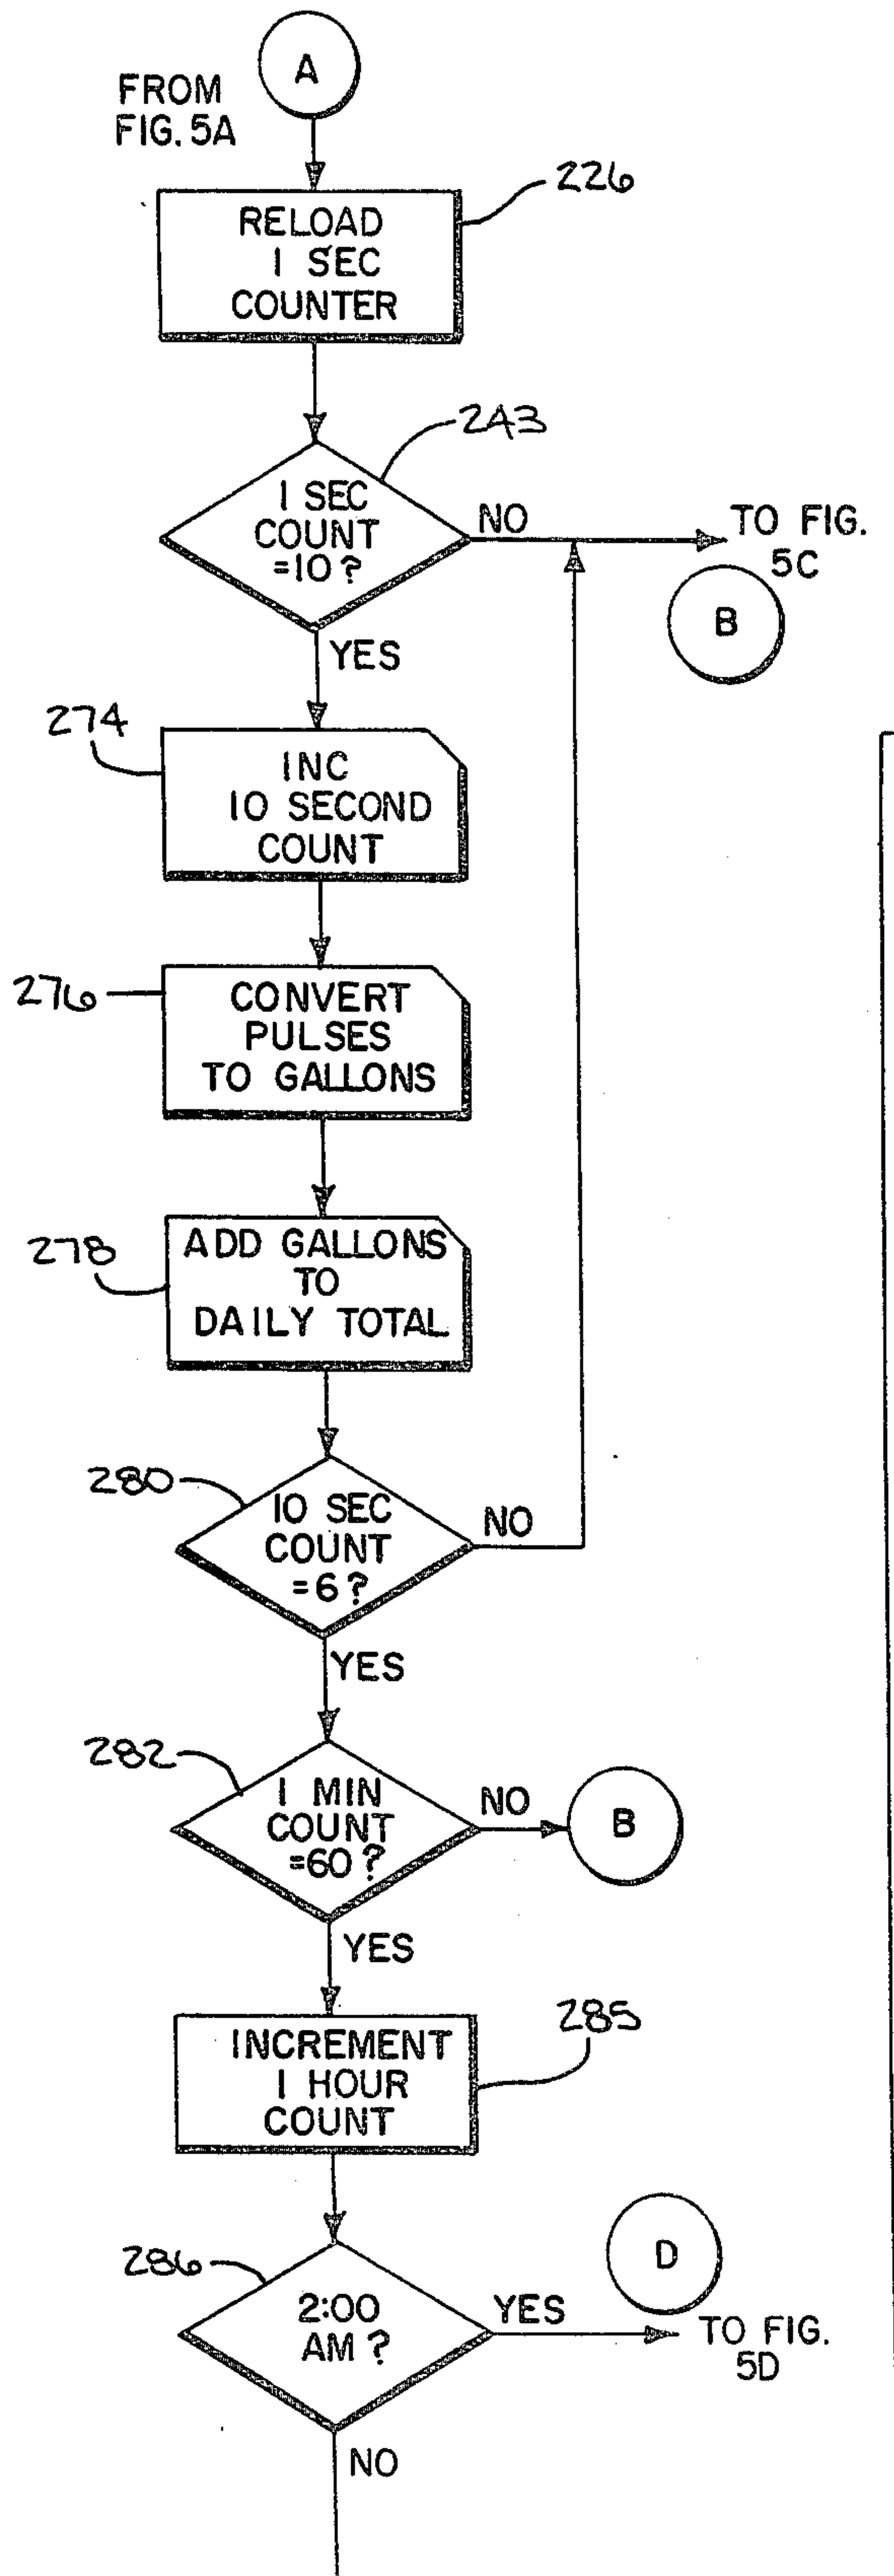 A
FROM
FIG. 5A
226
RELOAD
1 SEC
COUNTER
243
1 SEC
COUNT
=10?
NO
TO FIG.
5C
B
YES
274
INC
10 SECOND
COUNT
276
CONVERT
PULSES
TO GALLONS
278
ADD GALLONS
TO
DAILY TOTAL
280
10 SEC
COUNT
=6?
NO
YES
282
1 MIN
COUNT
=60?
NO
B
YES
285
INCREMENT
1 HOUR
COUNT
286
2:00
AM?
YES
D
TO FIG.
5D
NO